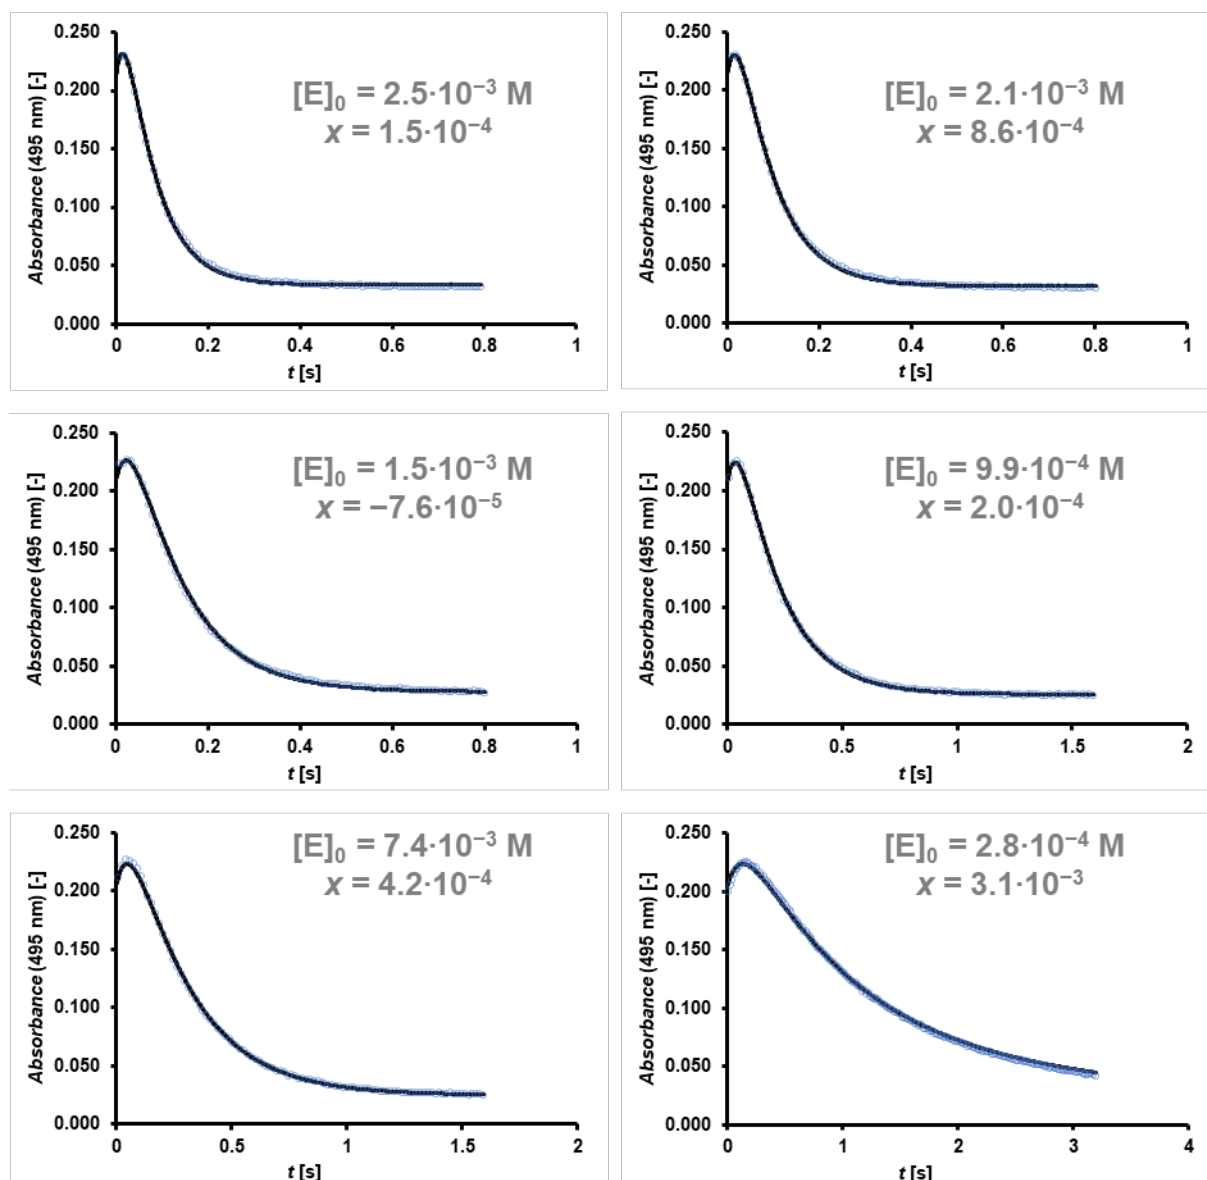 0.250
0.200
0.150
0.100
0.050
0.000
Absorbance (495 nm) [-]
[E]₀ = 2.5·10⁻³ M
x = 1.5·10⁻⁴
0 0.2 0.4 0.6 0.8 1
t [s]
0.250
0.200
0.150
0.100
0.050
0.000
Absorbance (495 nm) [-]
[E]₀ = 2.1·10⁻³ M
x = 8.6·10⁻⁴
0 0.2 0.4 0.6 0.8 1
t [s]
0.250
0.200
0.150
0.100
0.050
0.000
Absorbance (495 nm) [-]
[E]₀ = 1.5·10⁻³ M
x = −7.6·10⁻⁵
0 0.2 0.4 0.6 0.8 1
t [s]
0.250
0.200
0.150
0.100
0.050
0.000
Absorbance (495 nm) [-]
[E]₀ = 9.9·10⁻⁴ M
x = 2.0·10⁻⁴
0 0.5 1 1.5 2
t [s]
0.250
0.200
0.150
0.100
0.050
0.000
Absorbance (495 nm) [-]
[E]₀ = 7.4·10⁻³ M
x = 4.2·10⁻⁴
0 0.5 1 1.5 2
t [s]
0.250
0.200
0.150
0.100
0.050
0.000
Absorbance (495 nm) [-]
[E]₀ = 2.8·10⁻⁴ M
x = 3.1·10⁻³
0 1 2 3 4
t [s]